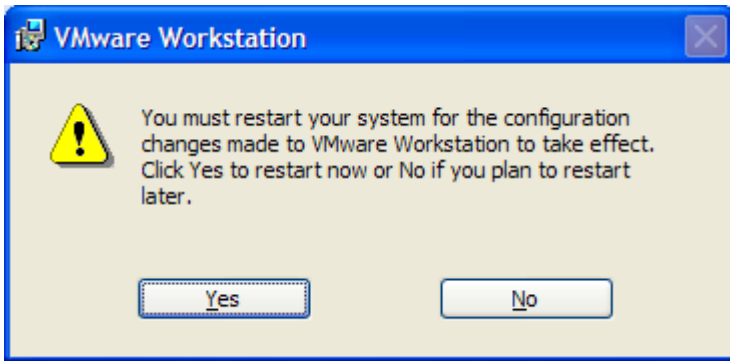 VMware Workstation
You must restart your system for the configuration
changes made to VMware Workstation to take effect.
Click Yes to restart now or No if you plan to restart
later.
Yes
No